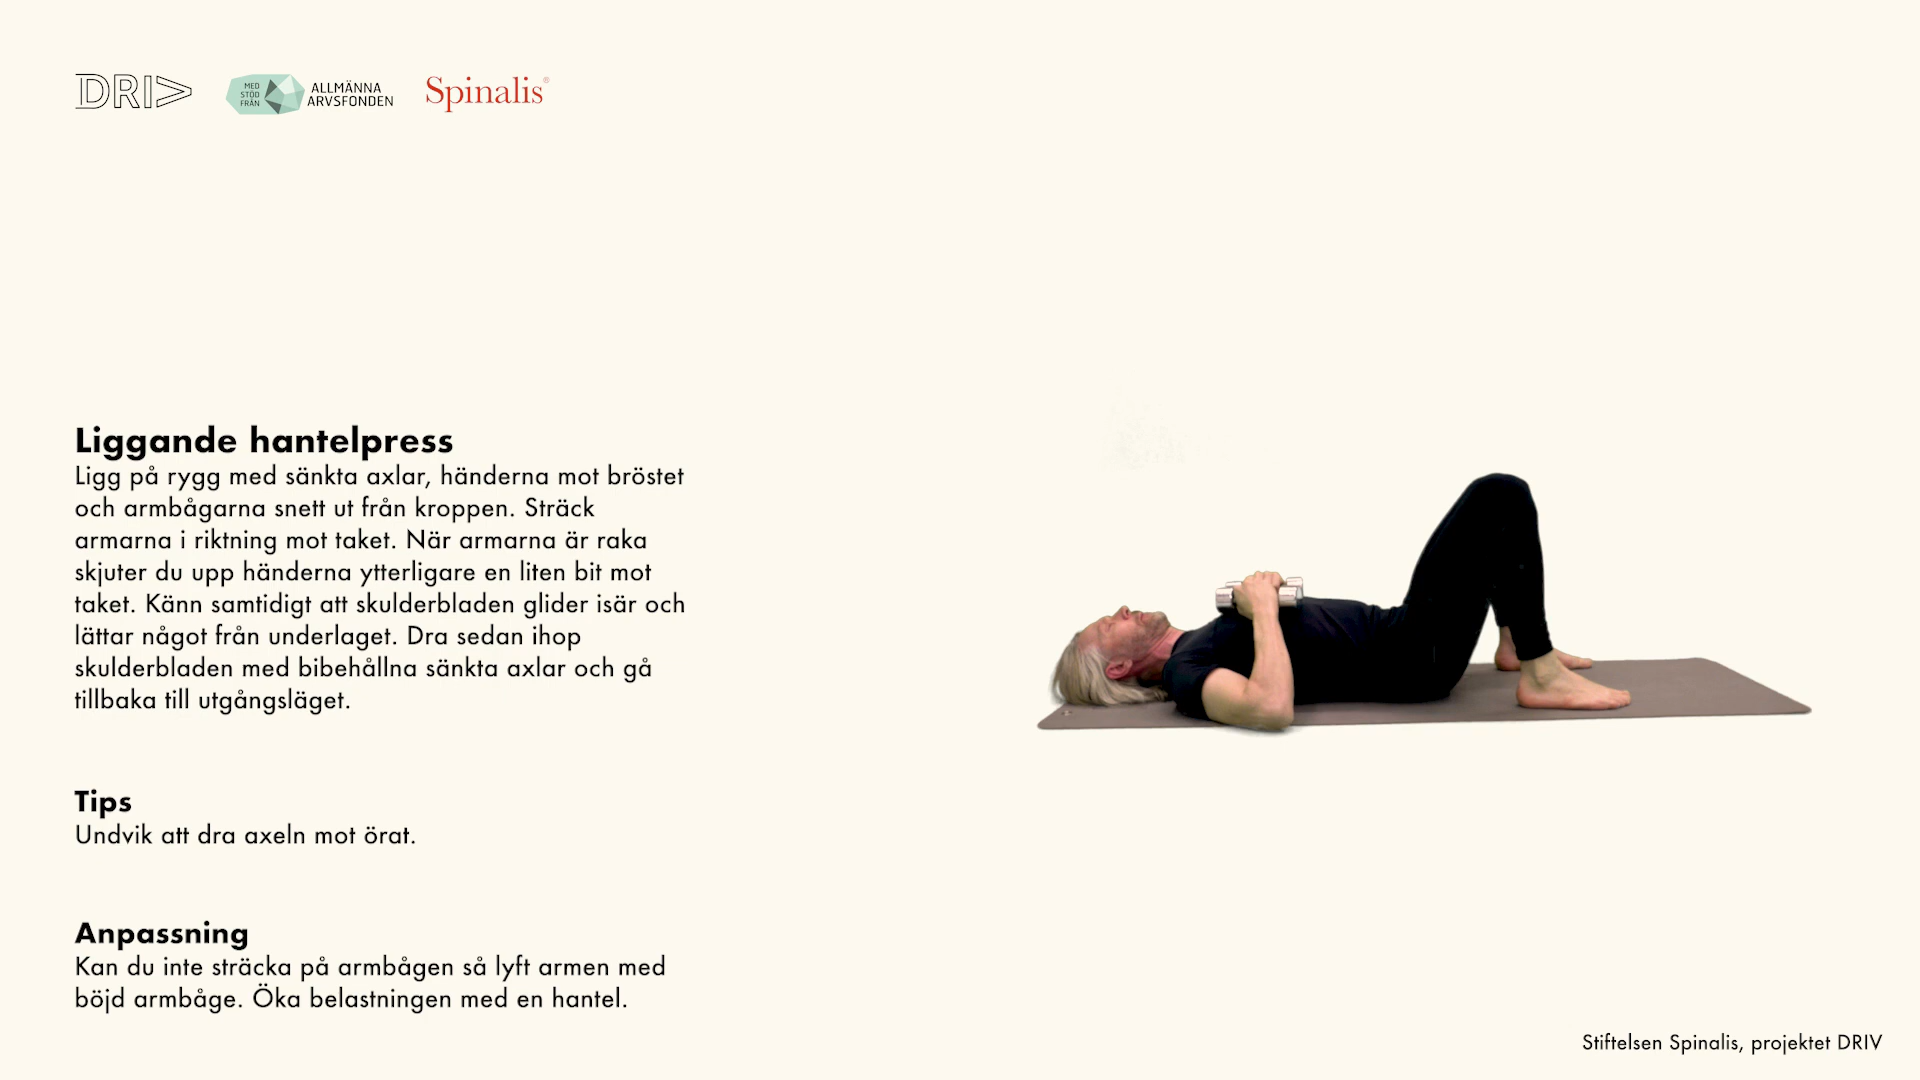 DRIV
MED
STÖD
FRÅN
ALLMÄNNA
ARVSFONDEN
Spinalis®
Liggande hantelpress
Ligg på rygg med sänkta axlar, händerna mot bröstet
och armbågarna snett ut från kroppen. Sträck
armarna i riktning mot taket. När armarna är raka
skjuter du upp händerna ytterligare en liten bit mot
taket. Känn samtidigt att skulderbladen glider isär och
lättar något från underlaget. Dra sedan ihop
skulderbladen med bibehållna sänkta axlar och gå
tillbaka till utgångsläget.
Tips
Undvik att dra axeln mot örat.
Anpassning
Kan du inte sträcka på armbågen så lyft armen med
böjd armbåge. Öka belastningen med en hantel.
Stiftelsen Spinalis, projektet DRIV